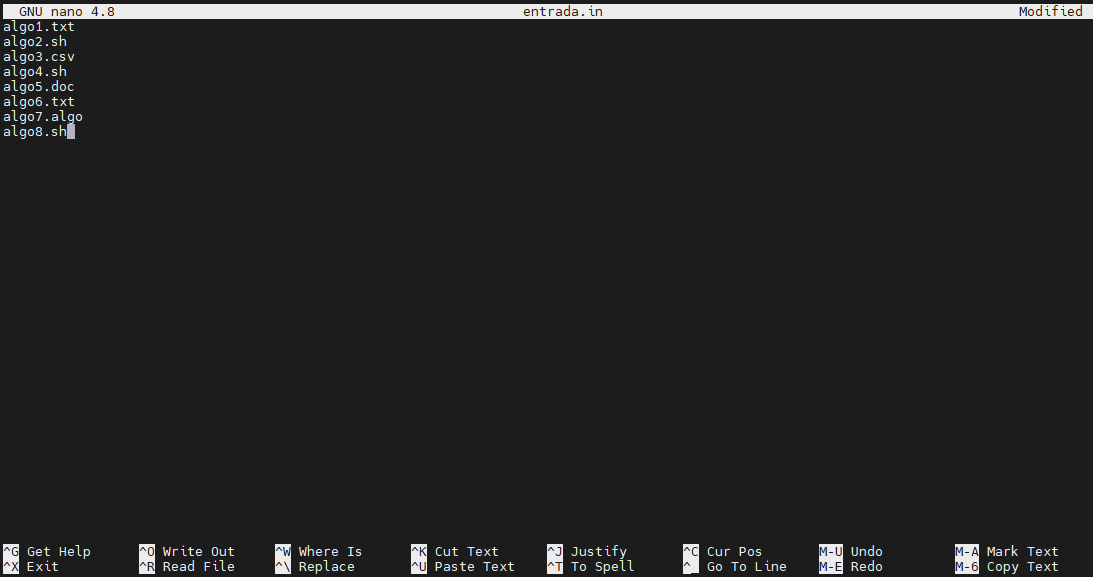 GNU nano 4.8 entrada.in Modified
algo1.txt
algo2.sh
algo3.csv
algo4.sh
algo5.doc
algo6.txt
algo7.algo
algo8.sh
^G Get Help ^O Write Out ^W Where Is ^K Cut Text ^J Justify ^C Cur Pos M-U Undo M-A Mark Text
^X Exit ^R Read File ^\ Replace ^U Paste Text ^T To Spell ^_ Go To Line M-E Redo M-6 Copy Text